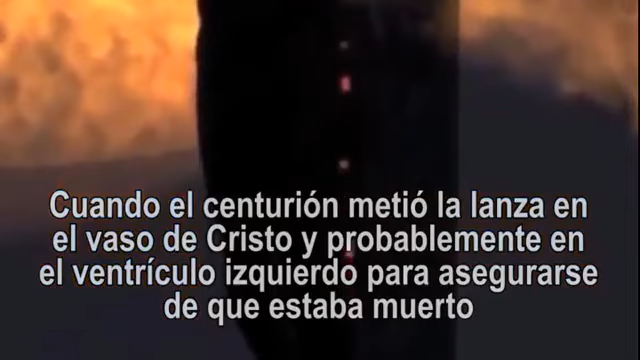 Cuando el centurión metió la lanza en
el vaso de Cristo y probablemente en
el ventrículo izquierdo para asegurarse
de que estaba muerto